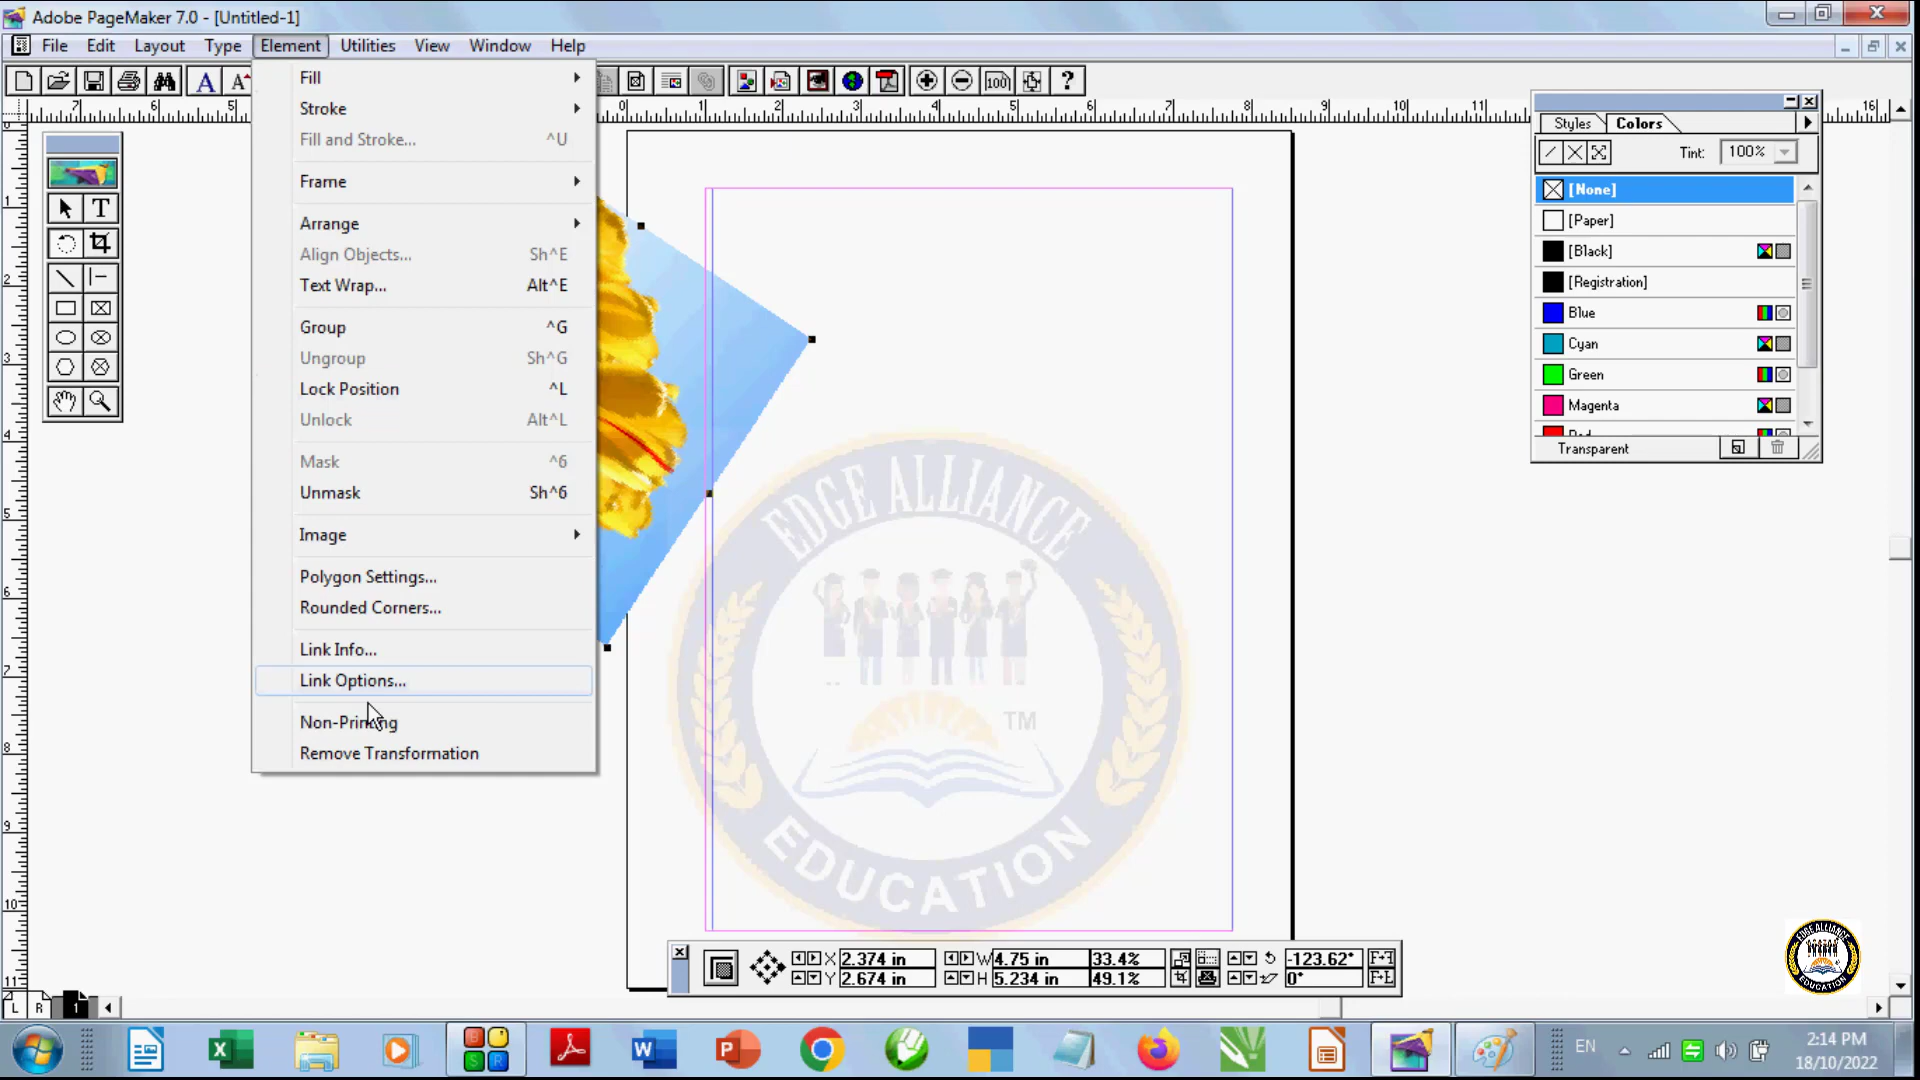 Adobe PageMaker 7.0 - [Untitled-1]
File Edit Layout Type Element Utilities View Window Help
Fill
Stroke
Fill and Stroke... ^U
Frame
Arrange
Align Objects... Sh^E
Text Wrap... Alt^E
Group ^G
Ungroup Sh^G
Lock Position ^L
Unlock Alt^L
Mask ^6
Unmask Sh^6
Image
Polygon Settings...
Rounded Corners...
Link Info...
Link Options...
Non-Printing
Remove Transformation
Styles Colors
Tint: 100%
[None]
[Paper]
[Black]
[Registration]
Blue
Cyan
Green
Magenta
Red
Transparent
EDGE ALLIANCE
TM
EDUCATION
X 2.374 in W 4.75 in 33.4% -123.62°
Y 2.674 in H 5.234 in 49.1% 0°
L R 1
EN
2:14 PM
18/10/2022
EDGE ALLIANCE
EDUCATION